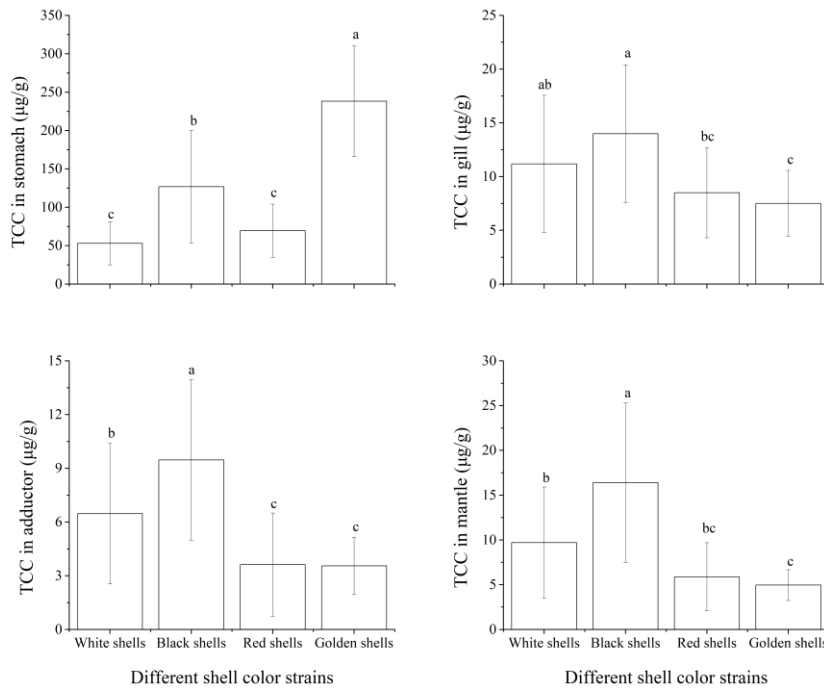 TCC in stomach (µg/g)
350
300
250
200
150
100
50
0
c
b
c
a
TCC in gill (µg/g)
25
20
15
10
5
0
ab
a
bc
c
TCC in adductor (µg/g)
15
12
9
6
3
0
b
a
c
c
White shells Black shells Red shells Golden shells
Different shell color strains
TCC in mantle (µg/g)
30
25
20
15
10
5
0
b
a
bc
c
White shells Black shells Red shells Golden shells
Different shell color strains